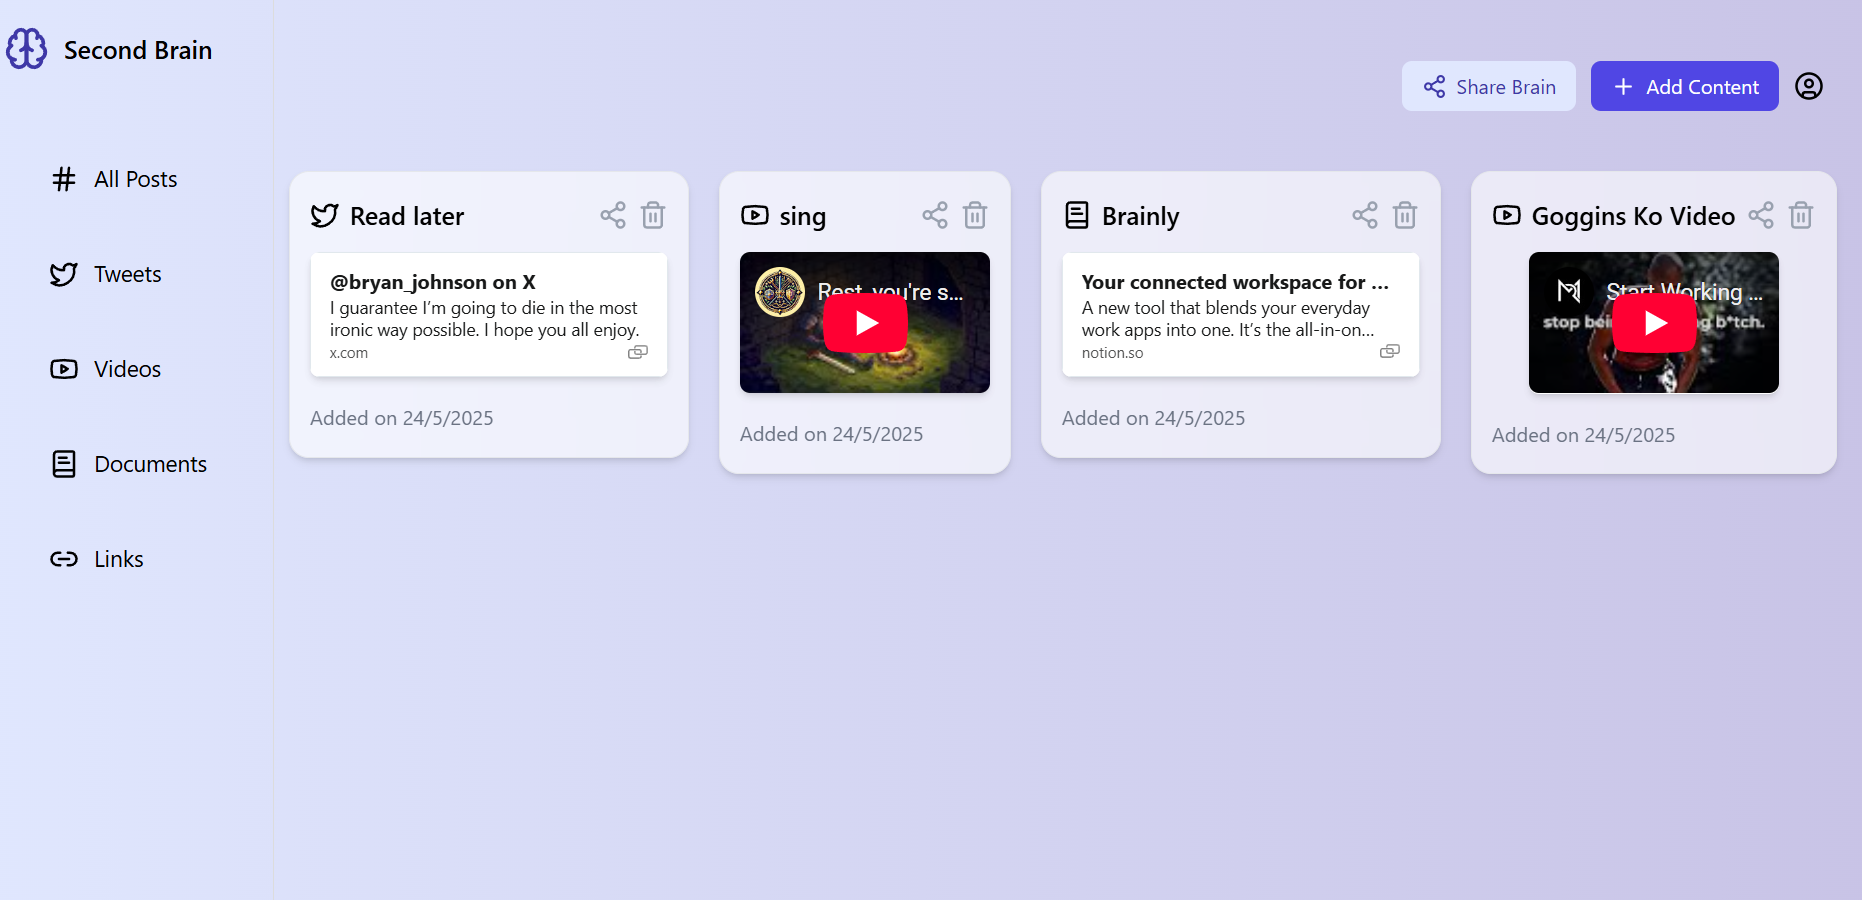 Second Brain
Share Brain
Add Content
All Posts
Tweets
Videos
Documents
Links
Read later
@bryan_johnson on X
I guarantee I’m going to die in the most
ironic way possible. I hope you all enjoy.
x.com
Added on 24/5/2025
sing
Rest, you're s...
Added on 24/5/2025
Brainly
Your connected workspace for ...
A new tool that blends your everyday
work apps into one. It’s the all-in-on...
notion.so
Added on 24/5/2025
Goggins Ko Video
Start Working ...
stop b*tch.
Added on 24/5/2025